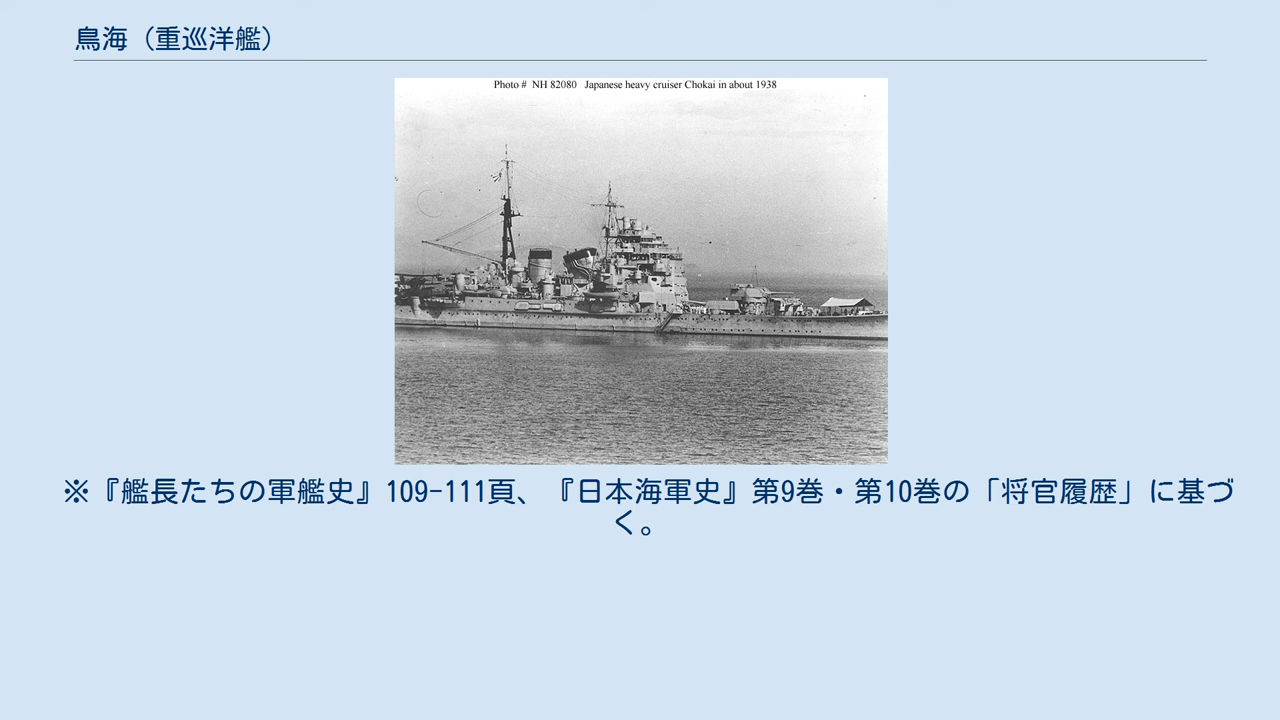 鳥海（重巡洋艦）
Photo # NH 82080 Japanese heavy cruiser Chokai in about 1938
※『艦長たちの軍艦史』109-111頁、『日本海軍史』第9巻・第10巻の「将官履歴」に基づ
く。